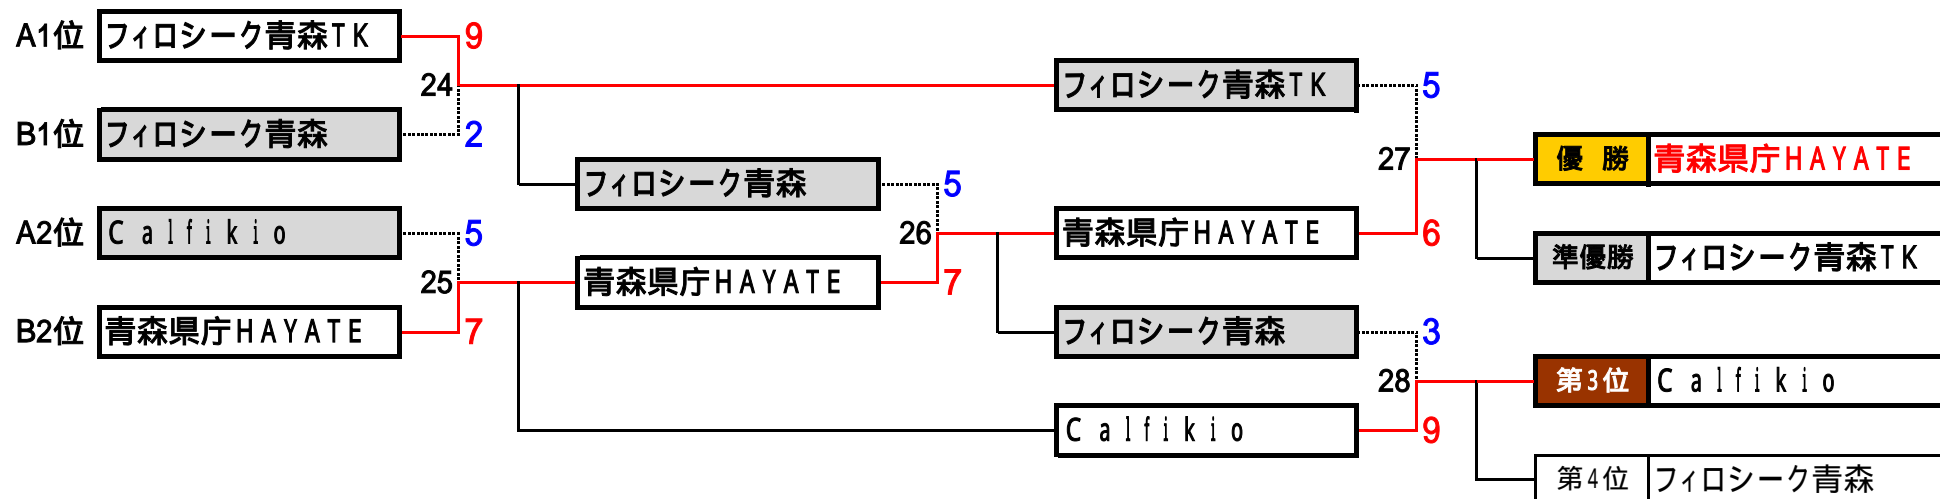 A1位 フィロシーク青森TK 9
24
B1位 フィロシーク青森 2
A2位 Calfikio 5
25
B2位 青森県庁HAYATE 7
フィロシーク青森 5
26
青森県庁HAYATE 7
フィロシーク青森TK 5
27
青森県庁HAYATE 6
フィロシーク青森 3
28
Calfikio 9
優勝 青森県庁HAYATE
準優勝 フィロシーク青森TK
第3位 Calfikio
第4位 フィロシーク青森